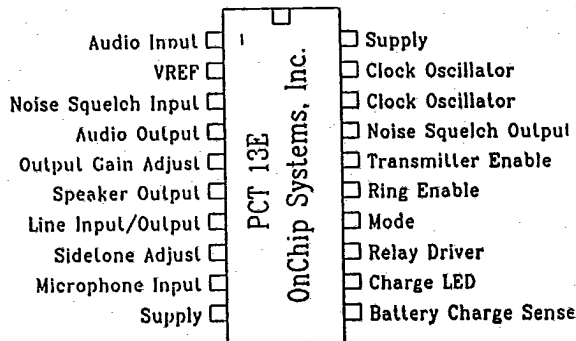 Audio Input
VREF
Noise Squelch Input
Audio Output
Output Gain Adjust
Speaker Output
Line Input/Output
Sidetone Adjust
Microphone Input
Supply
1
PCT 13E
OnChip Systems, Inc.
Supply
Clock Oscillator
Clock Oscillator
Noise Squelch Output
Transmitter Enable
Ring Enable
Mode
Relay Driver
Charge LED
Battery Charge Sense